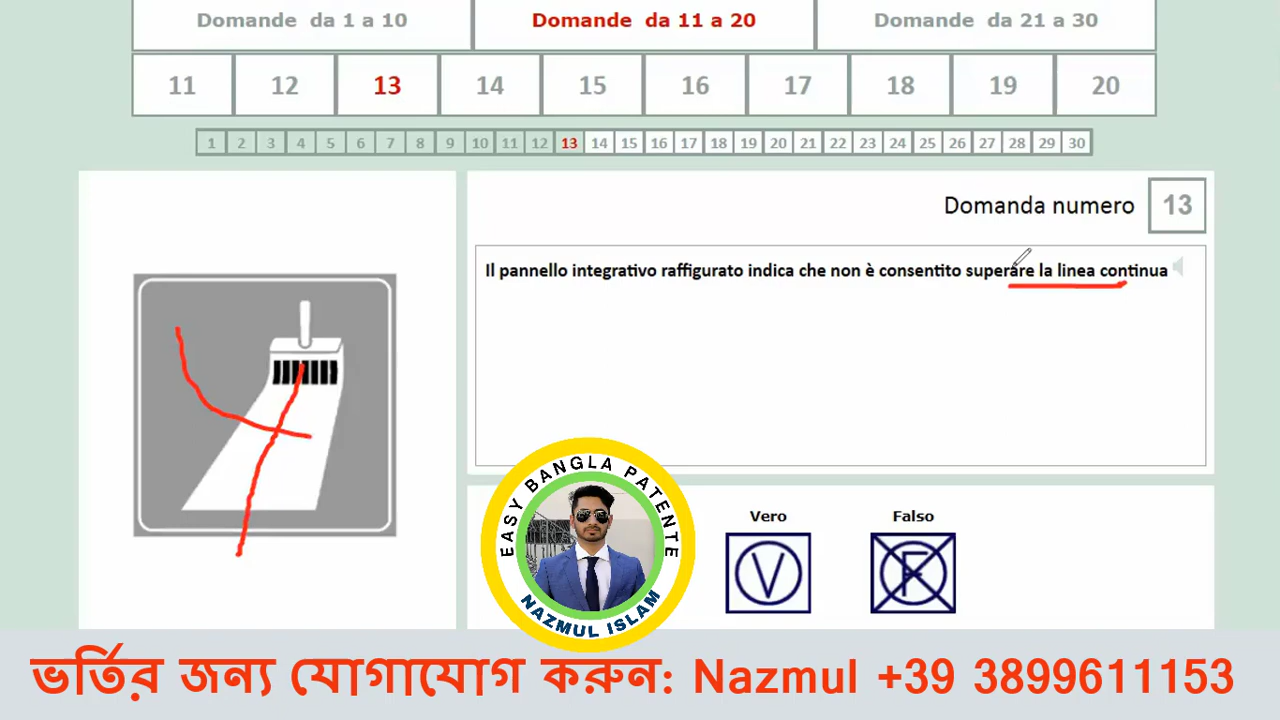 Domande da 1 a 10
Domande da 11 a 20
Domande da 21 a 30
11 12 13 14 15 16 17 18 19 20
1 2 3 4 5 6 7 8 9 10 11 12 13 14 15 16 17 18 19 20 21 22 23 24 25 26 27 28 29 30
Domanda numero 13
Il pannello integrativo raffigurato indica che non è consentito superare la linea continua
EASY BANGLA PATENTE
NAZMUL ISLAM
Vero
Falso
V
F
ভর্তির জন্য যোগাযোগ করুন: Nazmul +39 3899611153